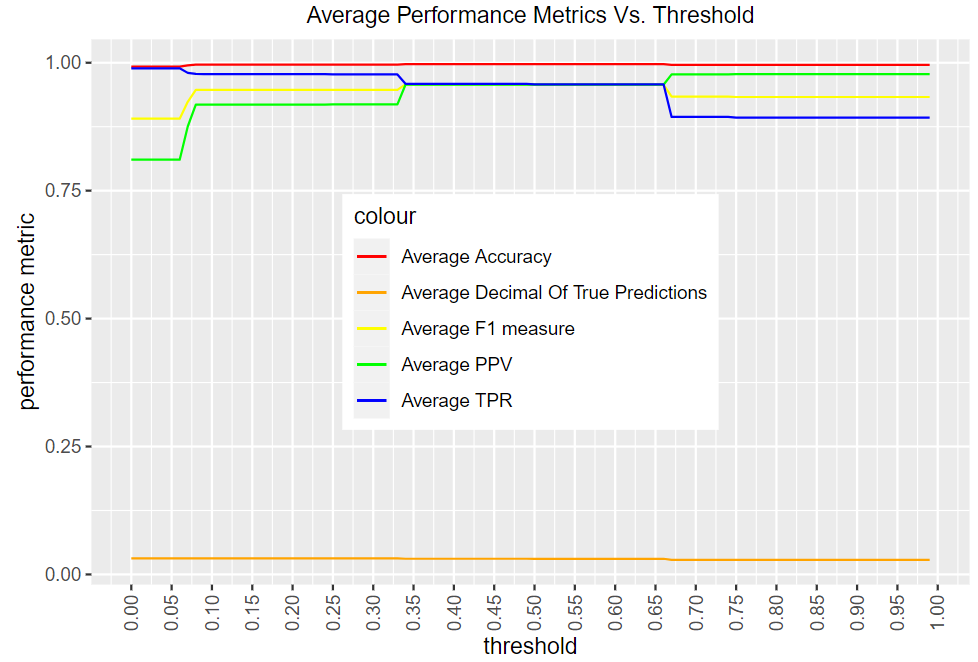 Average Performance Metrics Vs. Threshold
performance metric
1.00
0.75
0.50
0.25
0.00
colour
Average Accuracy
Average Decimal Of True Predictions
Average F1 measure
Average PPV
Average TPR
0.00 0.05 0.10 0.15 0.20 0.25 0.30 0.35 0.40 0.45 0.50 0.55 0.60 0.65 0.70 0.75 0.80 0.85 0.90 0.95 1.00
threshold